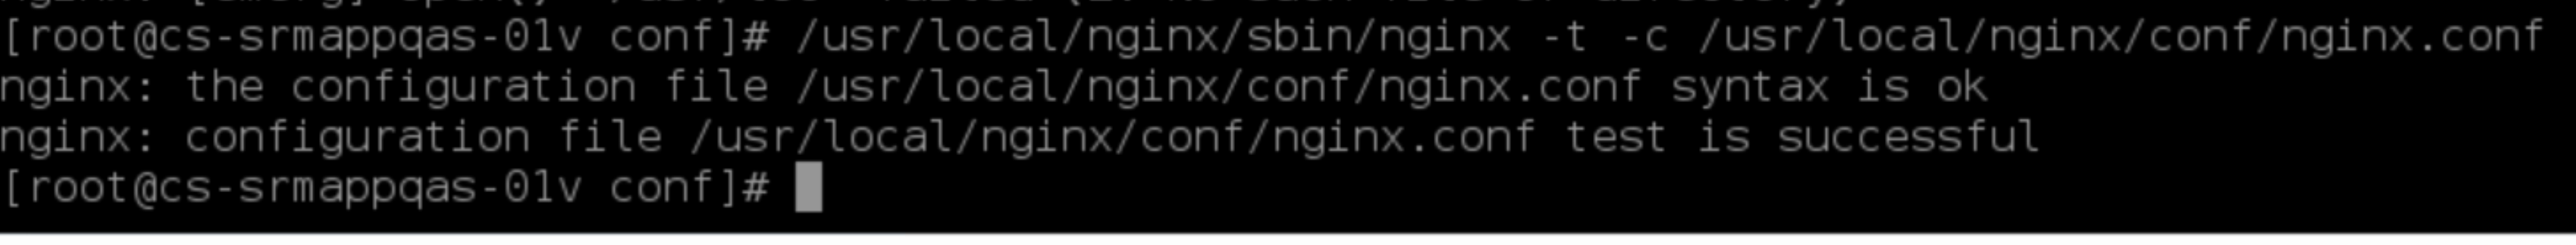 [root@cs-srmappqas-01v conf]# /usr/local/nginx/sbin/nginx -t -c /usr/local/nginx/conf/nginx.conf
nginx: the configuration file /usr/local/nginx/conf/nginx.conf syntax is ok
nginx: configuration file /usr/local/nginx/conf/nginx.conf test is successful
[root@cs-srmappqas-01v conf]#